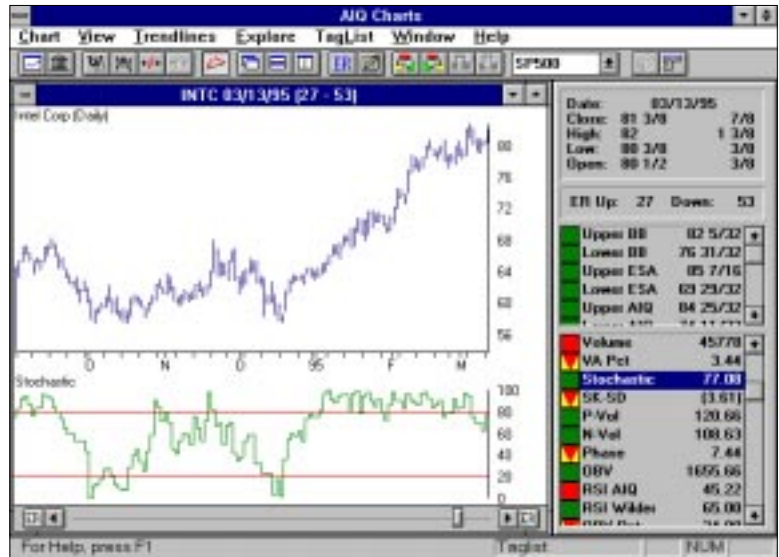 AIQ Charts
Chart View Trendlines Explore TagList Window Help
ER SP500
INTC 03/13/95 (27 - 53)
Intel Corp (Daily)
80
76
72
68
64
60
56
O N D 95 F M
Stochastic
100
80
60
40
20
0
Date: 03/13/95
Close: 81 3/8 7/8
High: 82 1 3/8
Low: 80 3/8 3/8
Open: 80 1/2 3/8
ER Up: 27 Down: 53
Upper BB 82 5/32
Lower BB 76 31/32
Upper ESA 85 7/16
Lower ESA 69 29/32
Upper AIQ 84 25/32
Volume 45778
VA Pct 3.44
Stochastic 77.08
SK-SD (3.61)
P-Vol 120.66
N-Vol 108.63
Phase 7.44
OBV 1655.66
RSI AIQ 45.22
RSI Wilder 65.00
For Help, press F1
Taglist
NUM